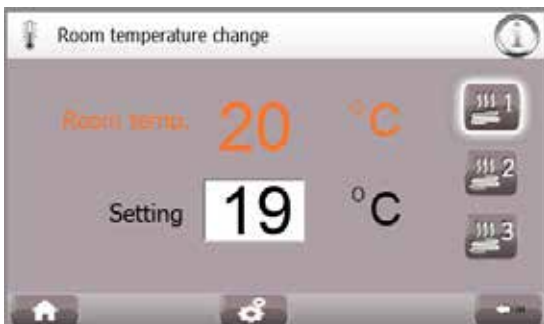 Room temperature change
Room temp. 20 °C
Setting 19 °C
1
2
3